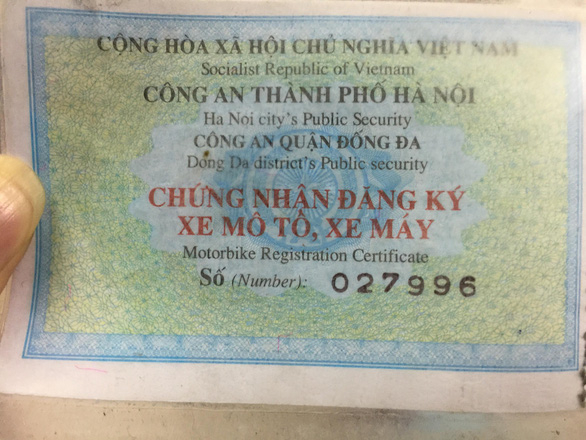 CỘNG HÒA XÃ HỘI CHỦ NGHĨA VIỆT NAM
Socialist Republic of Vietnam
CÔNG AN THÀNH PHỐ HÀ NỘI
Ha Noi city's Public Security
CÔNG AN QUẬN ĐỐNG ĐA
Dong Da district's Public security
CHỨNG NHẬN ĐĂNG KÝ
XE MÔ TÔ, XE MÁY
Motorbike Registration Certificate
Số (Number): 027996